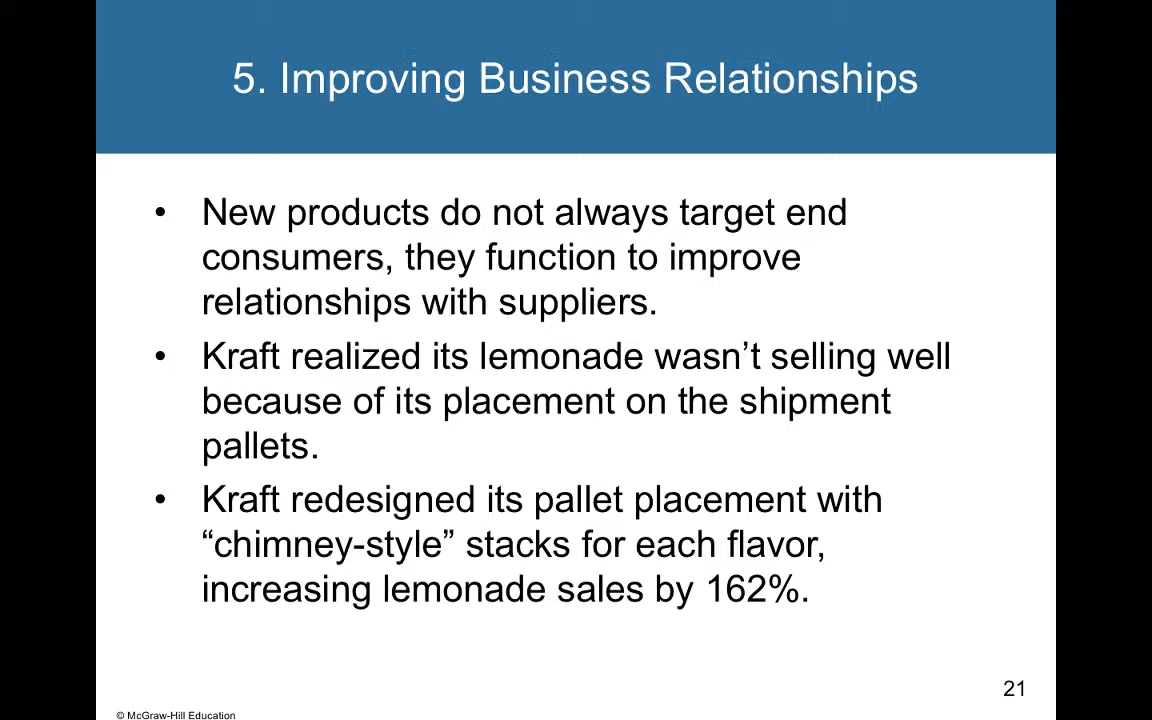 5. Improving Business Relationships
• New products do not always target end
consumers, they function to improve
relationships with suppliers.
• Kraft realized its lemonade wasn’t selling well
because of its placement on the shipment
pallets.
• Kraft redesigned its pallet placement with
“chimney-style” stacks for each flavor,
increasing lemonade sales by 162%.
21
© McGraw-Hill Education